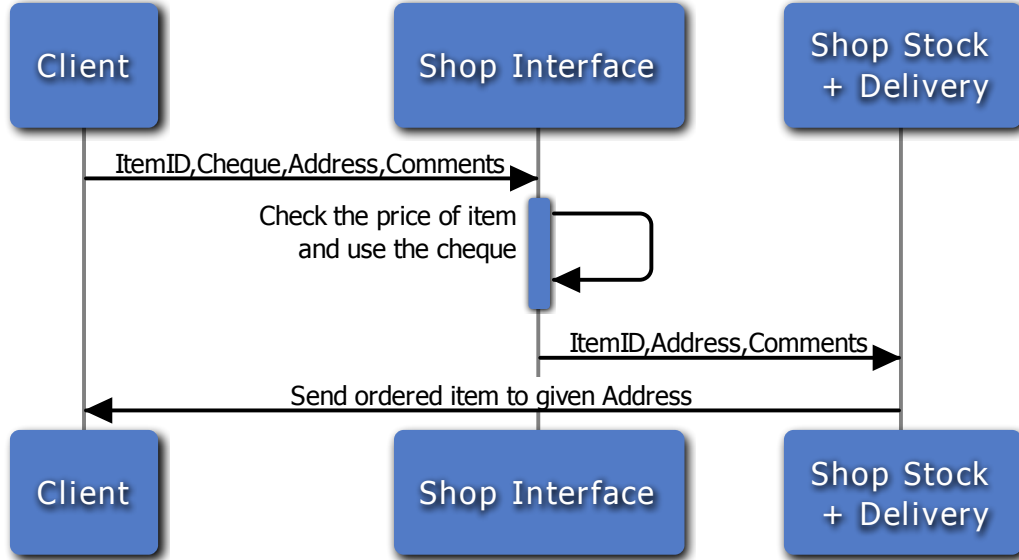 Client
Shop Interface
Shop Stock
+ Delivery
ItemID,Cheque,Address,Comments
Check the price of item
and use the cheque
ItemID,Address,Comments
Send ordered item to given Address
Client
Shop Interface
Shop Stock
+ Delivery